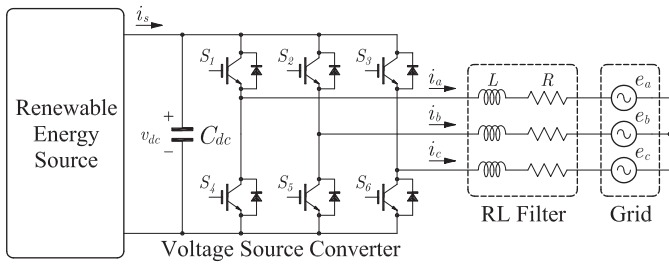 i_s
S_1
S_2
S_3
i_a
L
R
e_a
Renewable
Energy
Source
+
v_dc
−
C_dc
i_b
e_b
i_c
e_c
S_4
S_5
S_6
RL Filter
Grid
Voltage Source Converter